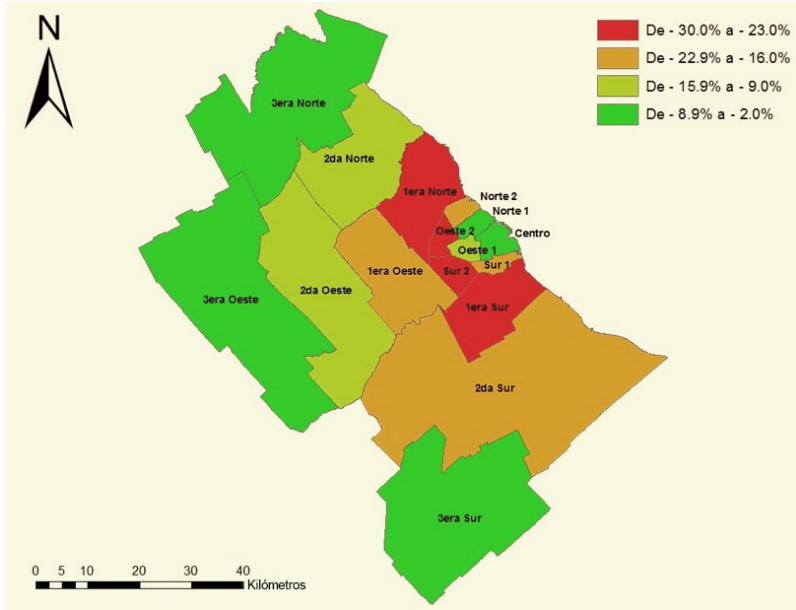 N
De - 30.0% a - 23.0%
De - 22.9% a - 16.0%
De - 15.9% a - 9.0%
De - 8.9% a - 2.0%
3era Norte
2da Norte
1era Norte
Norte 2
Norte 1
Oeste 2
Centro
Oeste 1
Sur 1
1era Oeste
Sur 2
2da Oeste
3era Oeste
1era Sur
2da Sur
3era Sur
0 5 10 20 30 40
Kilómetros